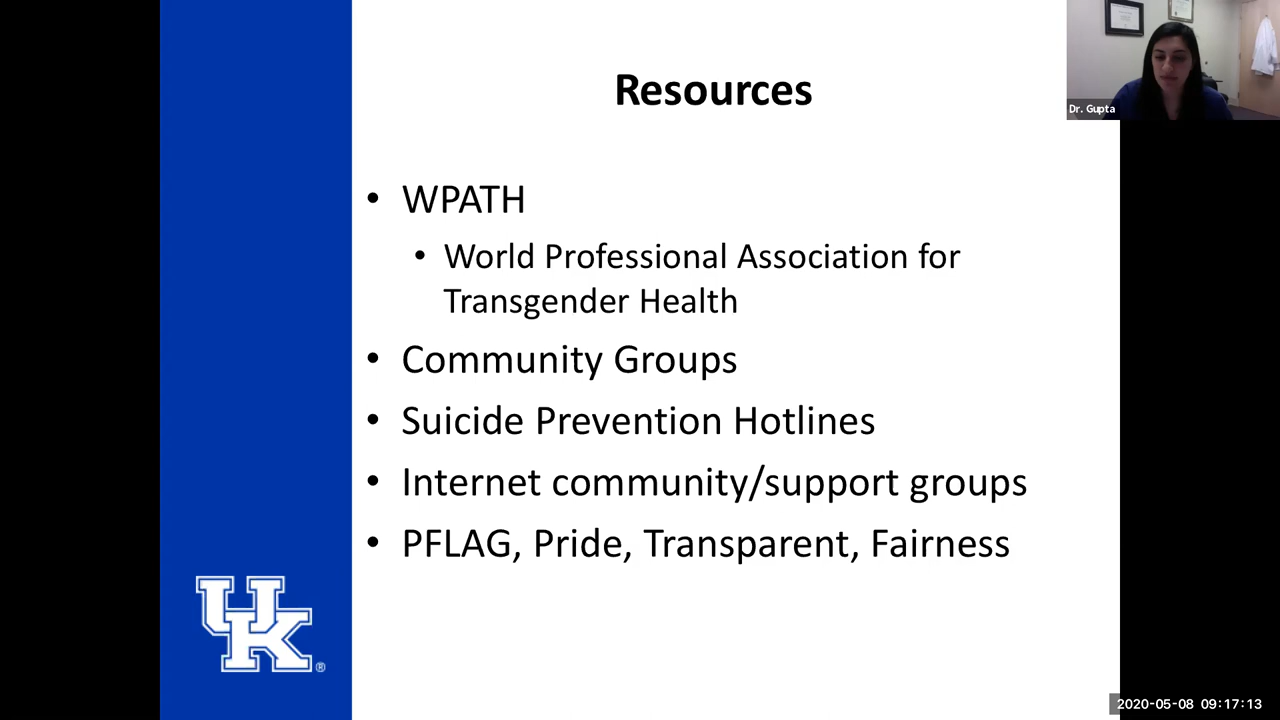 Resources
Dr. Gupta
• WPATH
• World Professional Association for
Transgender Health
• Community Groups
• Suicide Prevention Hotlines
• Internet community/support groups
• PFLAG, Pride, Transparent, Fairness
UK®
2020-05-08 09:17:13